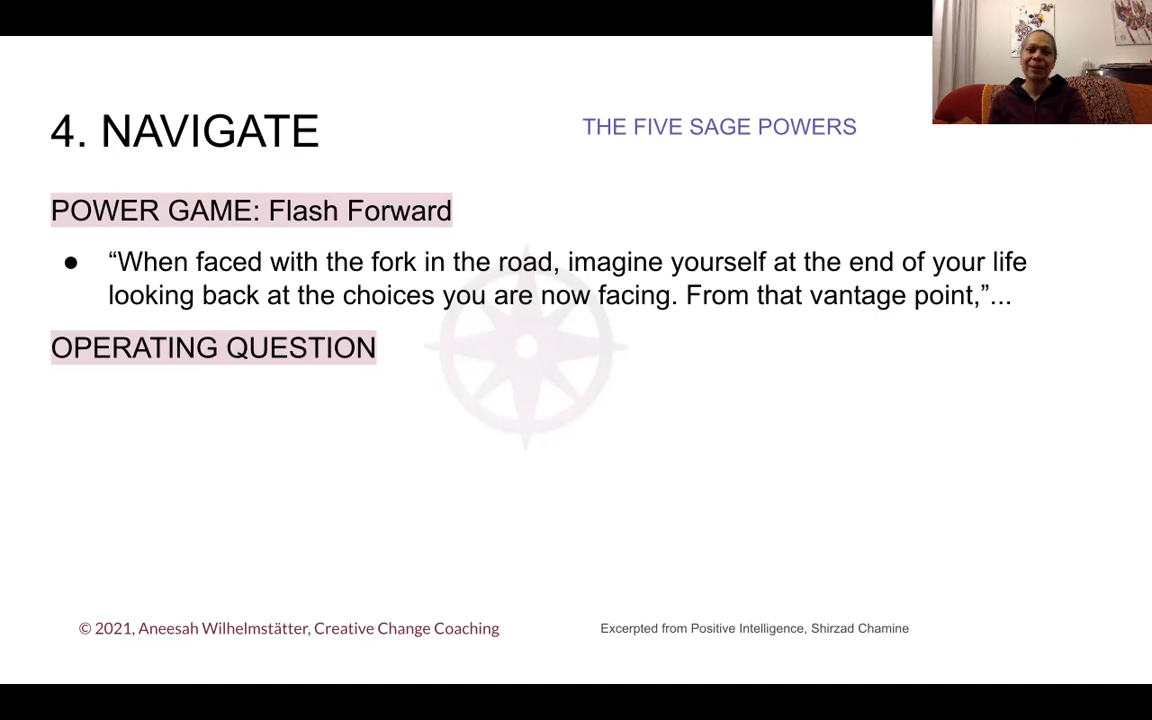 4. NAVIGATE
THE FIVE SAGE POWERS
POWER GAME: Flash Forward
● “When faced with the fork in the road, imagine yourself at the end of your life
looking back at the choices you are now facing. From that vantage point,”...
OPERATING QUESTION
© 2021, Aneesah Wilhelmstätter, Creative Change Coaching
Excerpted from Positive Intelligence, Shirzad Chamine